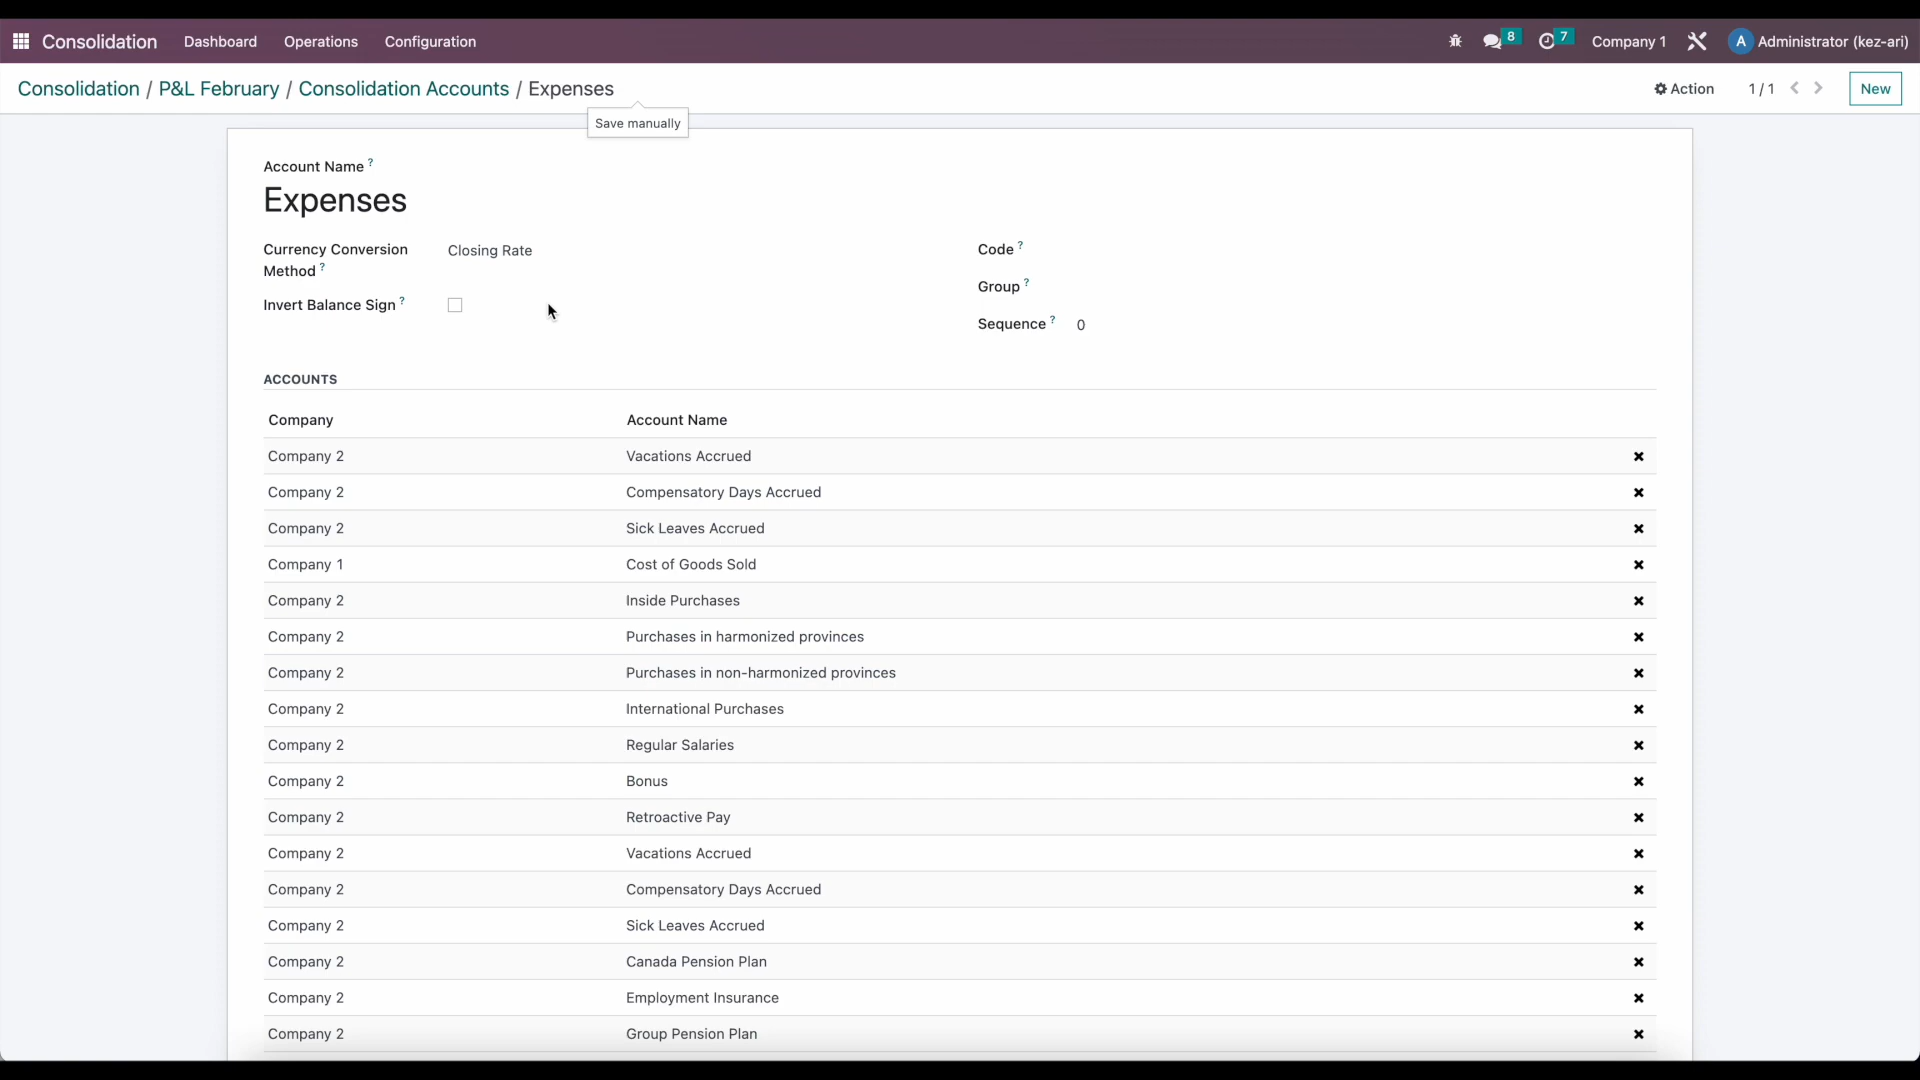 Consolidation Dashboard Operations Configuration 8 7 Company 1 A Administrator (kez-ari)
Consolidation / P&L February / Consolidation Accounts / Expenses Action 1 / 1 New
Save manually
Account Name ?
Expenses
Currency Conversion Method ? Closing Rate
Invert Balance Sign ?
Code ?
Group ?
Sequence ? 0
ACCOUNTS
Company Account Name
Company 2 Vacations Accrued
Company 2 Compensatory Days Accrued
Company 2 Sick Leaves Accrued
Company 1 Cost of Goods Sold
Company 2 Inside Purchases
Company 2 Purchases in harmonized provinces
Company 2 Purchases in non-harmonized provinces
Company 2 International Purchases
Company 2 Regular Salaries
Company 2 Bonus
Company 2 Retroactive Pay
Company 2 Vacations Accrued
Company 2 Compensatory Days Accrued
Company 2 Sick Leaves Accrued
Company 2 Canada Pension Plan
Company 2 Employment Insurance
Company 2 Group Pension Plan